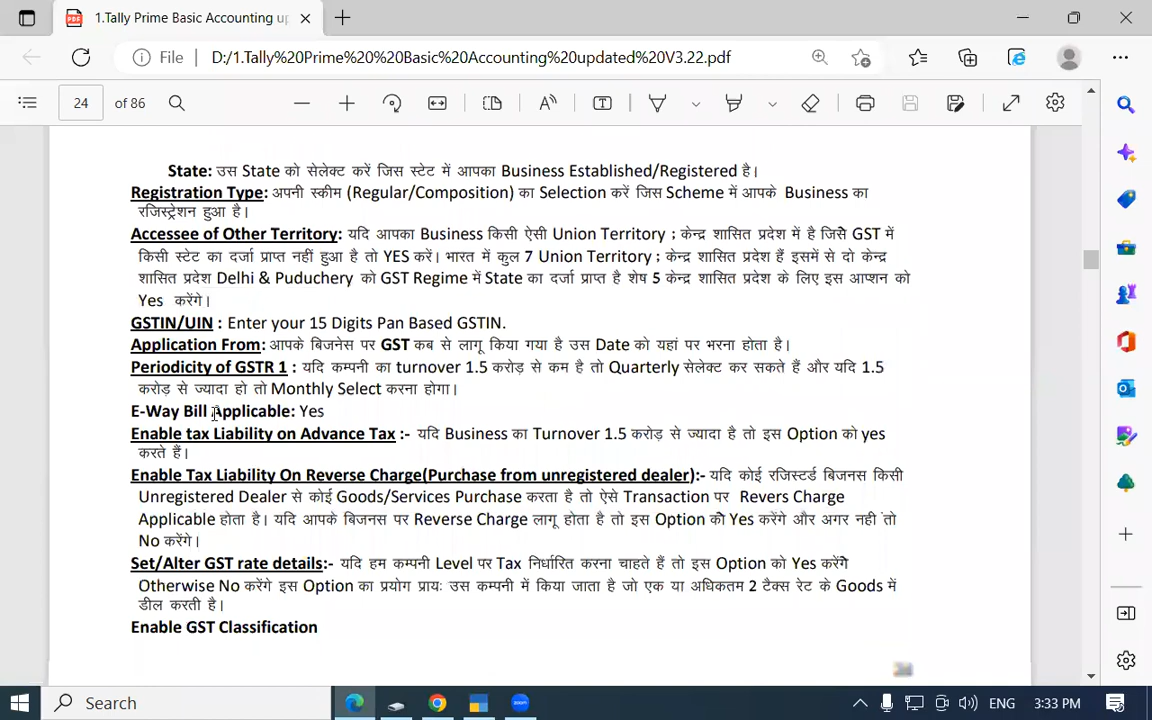 1.Tally Prime Basic Accounting up
File
D:/1.Tally%20Prime%20%20Basic%20Accounting%20updated%20V3.22.pdf
24 of 86
State: उस State को सेलेक्ट करें जिस स्टेट में आपका Business Established/Registered है।
Registration Type: अपनी स्कीम (Regular/Composition) का Selection करें जिस Scheme में आपके Business का
रजिस्ट्रेशन हुआ है।
Accessee of Other Territory: यदि आपका Business किसी ऐसी Union Territory ; केन्द्र शासित प्रदेश में है जिसे GST में
किसी स्टेट का दर्जा प्राप्त नहीं हुआ है तो YES करें। भारत में कुल 7 Union Territory ; केन्द्र शासित प्रदेश हैं इसमें से दो केन्द्र
शासित प्रदेश Delhi & Puduchery को GST Regime में State का दर्जा प्राप्त है शेष 5 केन्द्र शासित प्रदेश के लिए इस आप्शन को
Yes करेंगे।
GSTIN/UIN : Enter your 15 Digits Pan Based GSTIN.
Application From: आपके बिजनेस पर GST कब से लागू किया गया है उस Date को यहां पर भरना होता है।
Periodicity of GSTR 1 : यदि कम्पनी का turnover 1.5 करोड़ से कम है तो Quarterly सेलेक्ट कर सकते हैं और यदि 1.5
करोड़ से ज्यादा हो तो Monthly Select करना होगा।
E-Way Bill Applicable: Yes
Enable tax Liability on Advance Tax :- यदि Business का Turnover 1.5 करोड़ से ज्यादा है तो इस Option को yes
करते हैं।
Enable Tax Liability On Reverse Charge(Purchase from unregistered dealer):- यदि कोई रजिस्टर्ड बिजनस किसी
Unregistered Dealer से कोई Goods/Services Purchase करता है तो ऐसे Transaction पर Revers Charge
Applicable होता है। यदि आपके बिजनस पर Reverse Charge लागू होता है तो इस Option को Yes करेंगे और अगर नही तो
No करेंगे।
Set/Alter GST rate details:- यदि हम कम्पनी Level पर Tax निर्धारित करना चाहते हैं तो इस Option को Yes करेंगे
Otherwise No करेंगे इस Option का प्रयोग प्रायः उस कम्पनी में किया जाता है जो एक या अधिकतम 2 टैक्स रेट के Goods में
डील करती है।
Enable GST Classification
Search
ENG
3:33 PM